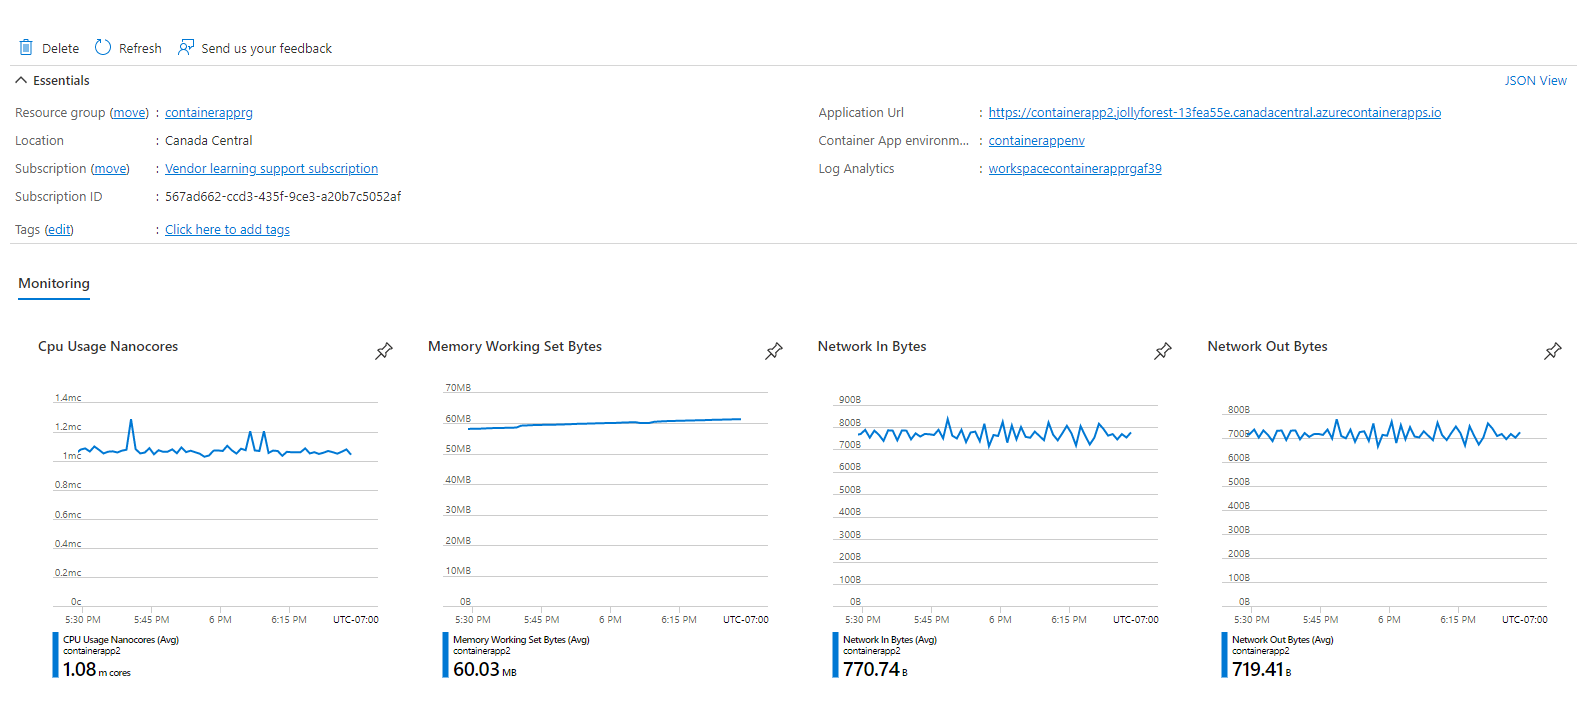 Delete Refresh Send us your feedback
Essentials JSON View
Resource group (move) : containerapprg
Location : Canada Central
Subscription (move) : Vendor learning support subscription
Subscription ID : 567ad662-ccd3-435f-9ce3-a20b7c5052af
Tags (edit) : Click here to add tags
Application Url : https://containerapp2.jollyforest-13fea55e.canadacentral.azurecontainerapps.io
Container App environm... : containerappenv
Log Analytics : workspacecontainerapprgaf39
Monitoring
Cpu Usage Nanocores
1.4mc
1.2mc
1mc
0.8mc
0.6mc
0.4mc
0.2mc
0c
5:30 PM 5:45 PM 6 PM 6:15 PM UTC-07:00
CPU Usage Nanocores (Avg)
containerapp2
1.08 m cores
Memory Working Set Bytes
70MB
60MB
50MB
40MB
30MB
20MB
10MB
0B
5:30 PM 5:45 PM 6 PM 6:15 PM UTC-07:00
Memory Working Set Bytes (Avg)
containerapp2
60.03 MB
Network In Bytes
900B
800B
700B
600B
500B
400B
300B
200B
100B
0B
5:30 PM 5:45 PM 6 PM 6:15 PM UTC-07:00
Network In Bytes (Avg)
containerapp2
770.74 B
Network Out Bytes
800B
700B
600B
500B
400B
300B
200B
100B
0B
5:30 PM 5:45 PM 6 PM 6:15 PM UTC-07:00
Network Out Bytes (Avg)
containerapp2
719.41 B